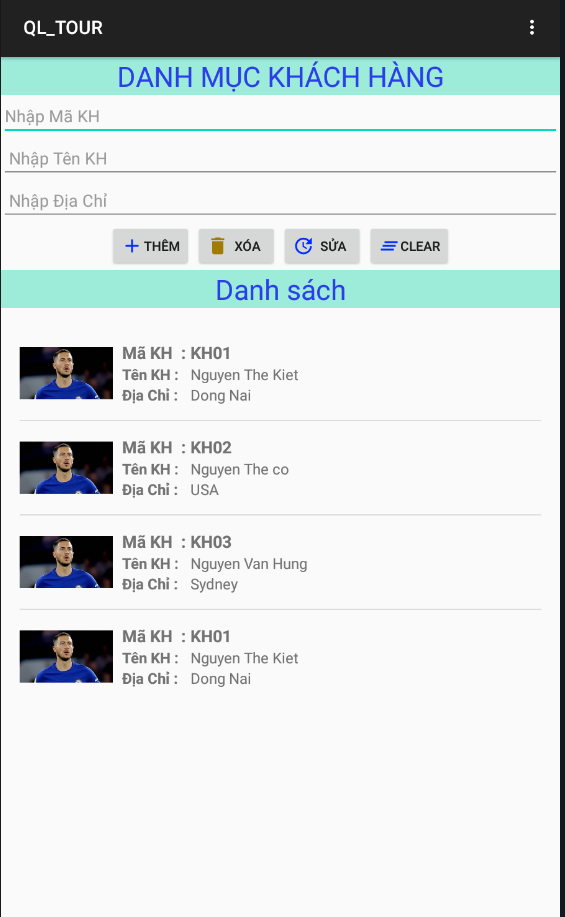 QL_TOUR
DANH MỤC KHÁCH HÀNG
Nhập Mã KH
Nhập Tên KH
Nhập Địa Chỉ
THÊM XÓA SỬA CLEAR
Danh sách
Mã KH : KH01
Tên KH : Nguyen The Kiet
Địa Chỉ : Dong Nai
Mã KH : KH02
Tên KH : Nguyen The co
Địa Chỉ : USA
Mã KH : KH03
Tên KH : Nguyen Van Hung
Địa Chỉ : Sydney
Mã KH : KH01
Tên KH : Nguyen The Kiet
Địa Chỉ : Dong Nai